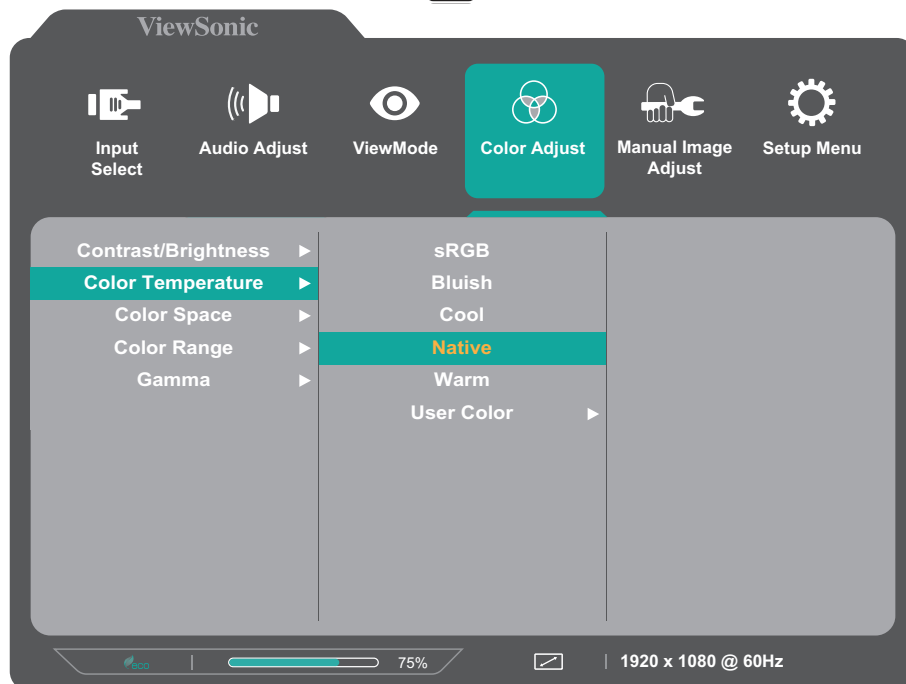 ViewSonic
Input Select
Audio Adjust
ViewMode
Color Adjust
Manual Image Adjust
Setup Menu
Contrast/Brightness
Color Temperature
Color Space
Color Range
Gamma
sRGB
Bluish
Cool
Native
Warm
User Color
ECO
75%
1920 x 1080 @ 60Hz